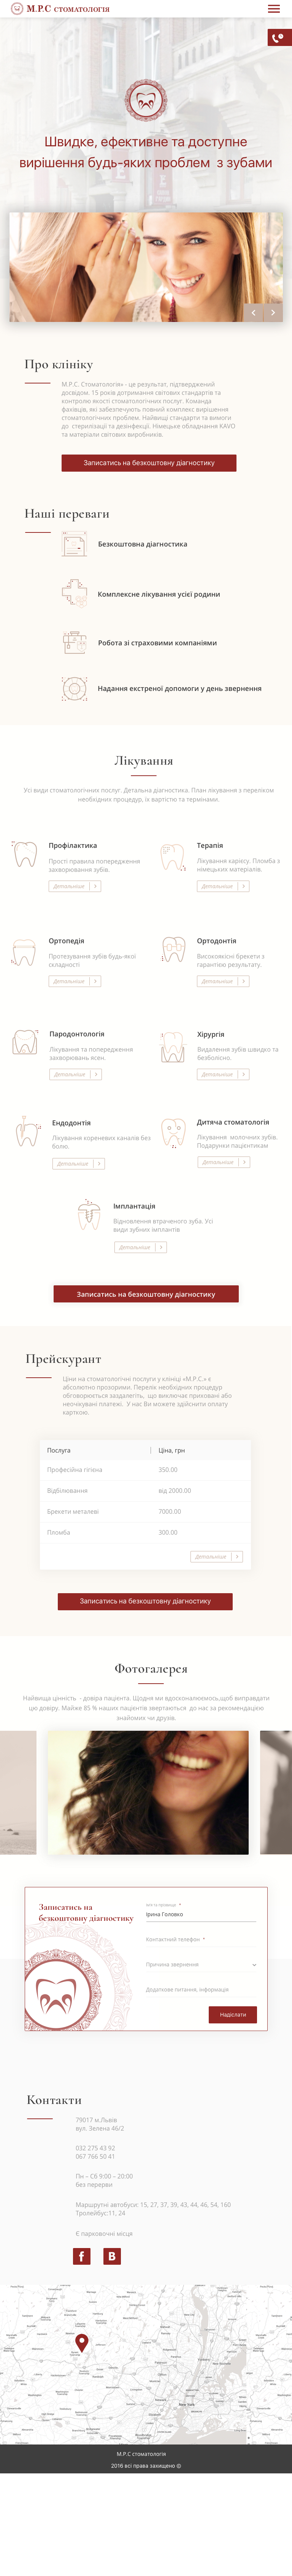 М.Р.С СТОМАТОЛОГІЯ
Швидке, ефективне та доступне
вирішення будь-яких проблем з зубами
Про клініку
М.Р.С. Стоматологія» - це результат, підтверджений
досвідом. 15 років дотримання світових стандартів та
контролю якості стоматологічних послуг. Команда
фахівців, які забезпечують повний комплекс вирішення
стоматологічних проблем. Найвищі стандарти та вимоги
до стерилізації та дезінфекції. Німецьке обладнання KAVO
та матеріали світових виробників.
Записатись на безкоштовну діагностику
Наші переваги
Безкоштовна діагностика
Комплексне лікування усієї родини
Робота зі страховими компаніями
Надання екстреної допомоги у день звернення
Лікування
Усі види стоматологічних послуг. Детальна діагностика. План лікування з переліком
необхідних процедур, їх вартістю та термінами.
Профілактика
Прості правила попередження
захворювання зубів.
Детальніше
Терапія
Лікування карієсу. Пломба з
німецьких матеріалів.
Детальніше
Ортопедія
Протезування зубів будь-якої
складності
Детальніше
Ортодонтія
Високоякісні брекети з
гарантією результату.
Детальніше
Пародонтологія
Лікування та попередження
захворювань ясен.
Детальніше
Хірургія
Видалення зубів швидко та
безболісно.
Детальніше
Ендодонтія
Лікування кореневих каналів без
болю.
Детальніше
Дитяча стоматологія
Лікування молочних зубів.
Подарунки пацієнтикам
Детальніше
Імплантація
Відновлення втраченого зуба. Усі
види зубних імплантів
Детальніше
Записатись на безкоштовну діагностику
Прейскурант
Ціни на стоматологічні послуги у клініці «М.Р.С.» є
абсолютно прозорими. Перелік необхідних процедур
обговорюється заздалегіть, що виключає приховані або
неочікувані платежі. У нас Ви можете здійснити оплату
карткою.
Послуга Ціна, грн
Професійна гігієна 350.00
Відбілювання від 2000.00
Брекети металеві 7000.00
Пломба 300.00
Детальніше
Записатись на безкоштовну діагностику
Фотогалерея
Найвища цінність - довіра пацієнта. Щодня ми вдосконалюємось,щоб виправдати
цю довіру. Майже 85 % наших пацієнтів звертаються до нас за рекомендацією
знайомих чи друзів.
Записатись на
безкоштовну діагностику
Ірина Головко
Контактний телефон *
Причина звернення
Додаткове питання, інформація
Надіслати
Контакти
79017 м.Львів
вул. Зелена 46/2
032 275 43 92
067 766 50 41
Пн – Сб 9:00 – 20:00
без перерви
Маршрутні автобуси: 15, 27, 37, 39, 43, 44, 46, 54, 160
Тролейбус:11, 24
Є парковочні місця
f B
New York
М.Р.С стоматологія
2016 всі права захищено ©